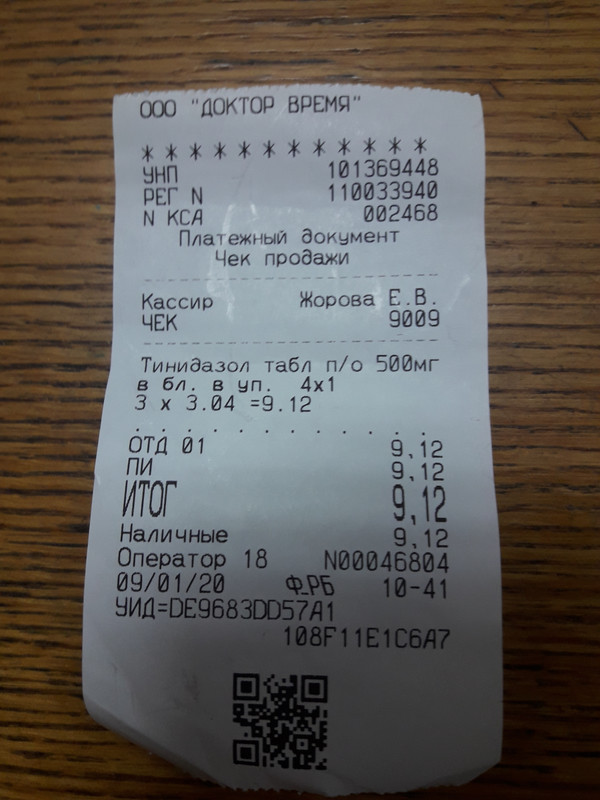 ООО "ДОКТОР ВРЕМЯ"
* * * * * * * * * * * *
УНП 101369448
РЕГ N 110033940
N КСА 002468
Платежный документ
Чек продажи
Кассир Жорова Е.В.
ЧЕК 9009
Тинидазол табл п/о 500мг
в бл. в уп. 4x1
3 x 3.04 =9.12
ОТД 01 9,12
ПИ 9,12
ИТОГ 9,12
Наличные 9,12
Оператор 18 N00046804
09/01/20 Ф.РБ 10-41
УИД=DE9683DD57A1
108F11E1C6A7